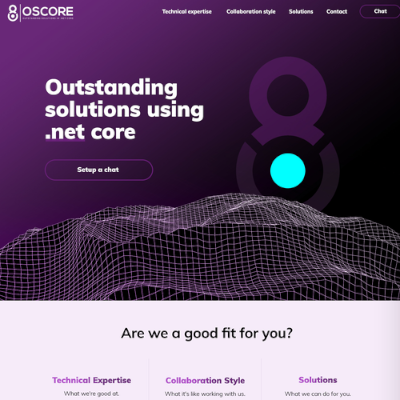 OSCORE
Technical expertise
Collaboration style
Solutions
Contact
Chat
Outstanding
solutions using
.net core
Setup a chat
Are we a good fit for you?
Technical Expertise
What we're good at.
Collaboration Style
What it's like working with us.
Solutions
What we can do for you.